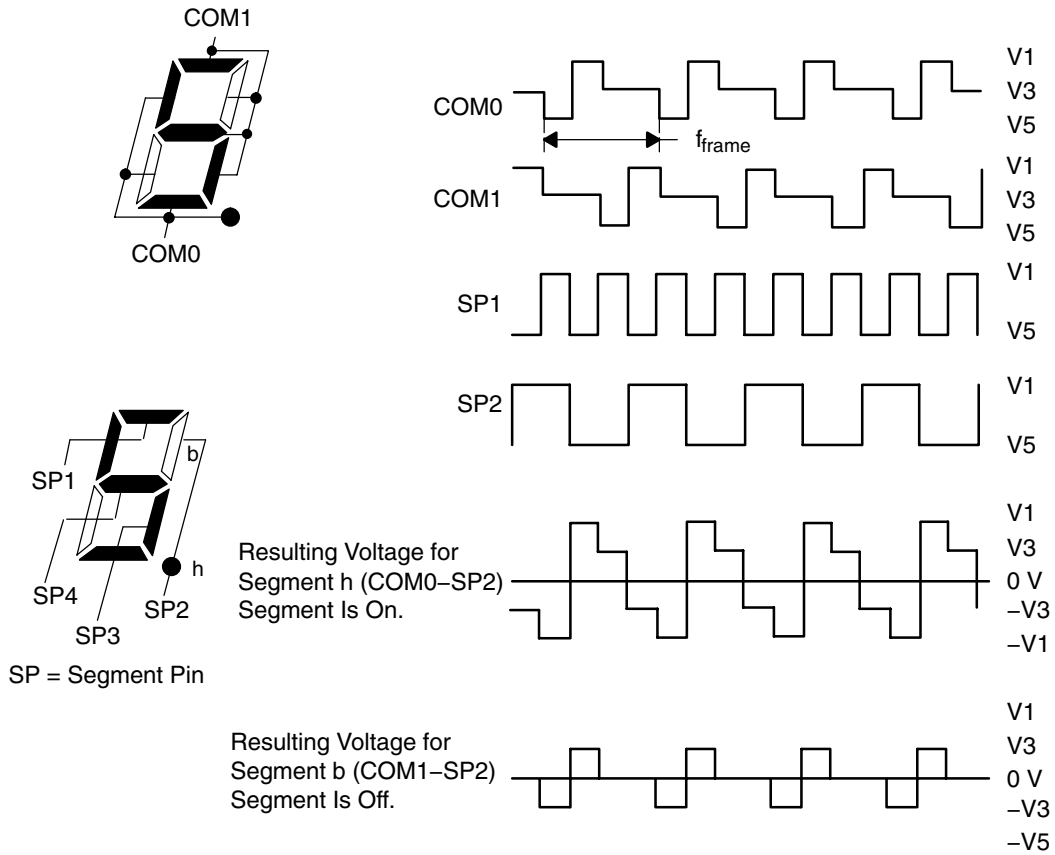 COM1
COM0
V1
V3
V5
f_frame
COM1
V1
V3
V5
COM0
SP1
V1
V5
SP2
V1
V5
b
SP1
h
SP4
SP2
SP3
SP = Segment Pin
Resulting Voltage for
Segment h (COM0–SP2)
Segment Is On.
V1
V3
0 V
–V3
–V1
Resulting Voltage for
Segment b (COM1–SP2)
Segment Is Off.
V1
V3
0 V
–V3
–V5